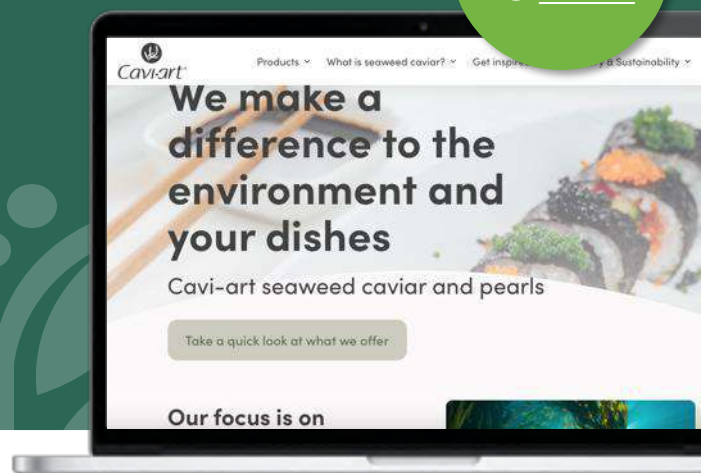 Cavi-art
Products What is seaweed caviar? Get & Sustainability
We make a
difference to the
environment and
your dishes
Cavi-art seaweed caviar and pearls
Take a quick look at what we offer
Our focus is on